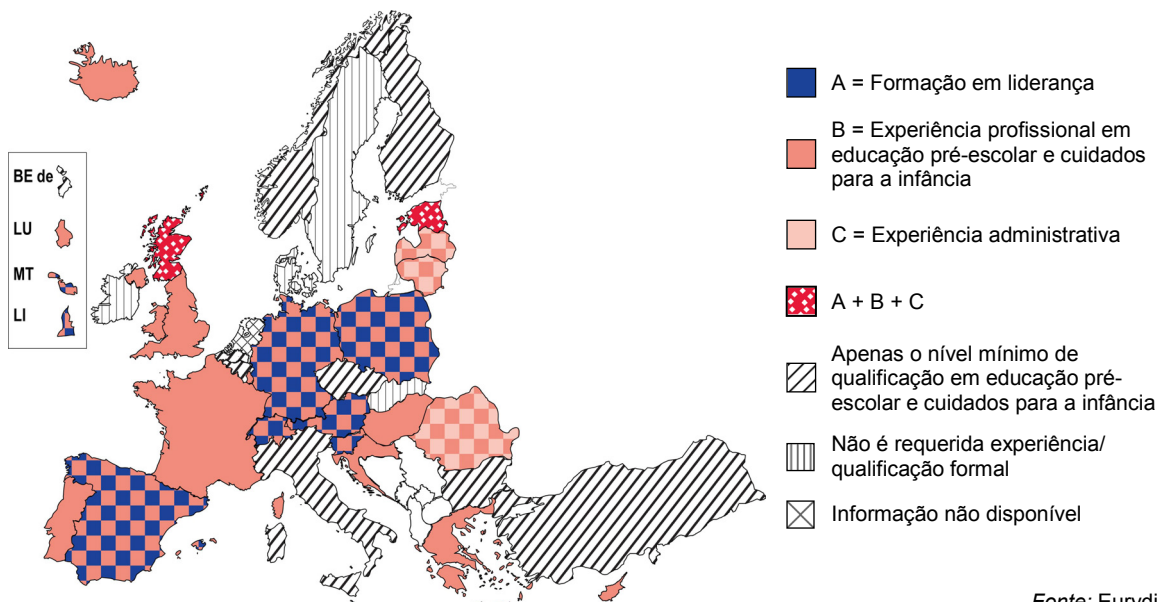 BE de
LU
MT
LI
A = Formação em liderança
B = Experiência profissional em
educação pré-escolar e cuidados
para a infância
C = Experiência administrativa
A + B + C
Apenas o nível mínimo de
qualificação em educação pré-
escolar e cuidados para a infância
Não é requerida experiência/
qualificação formal
Informação não disponível
Fonte: